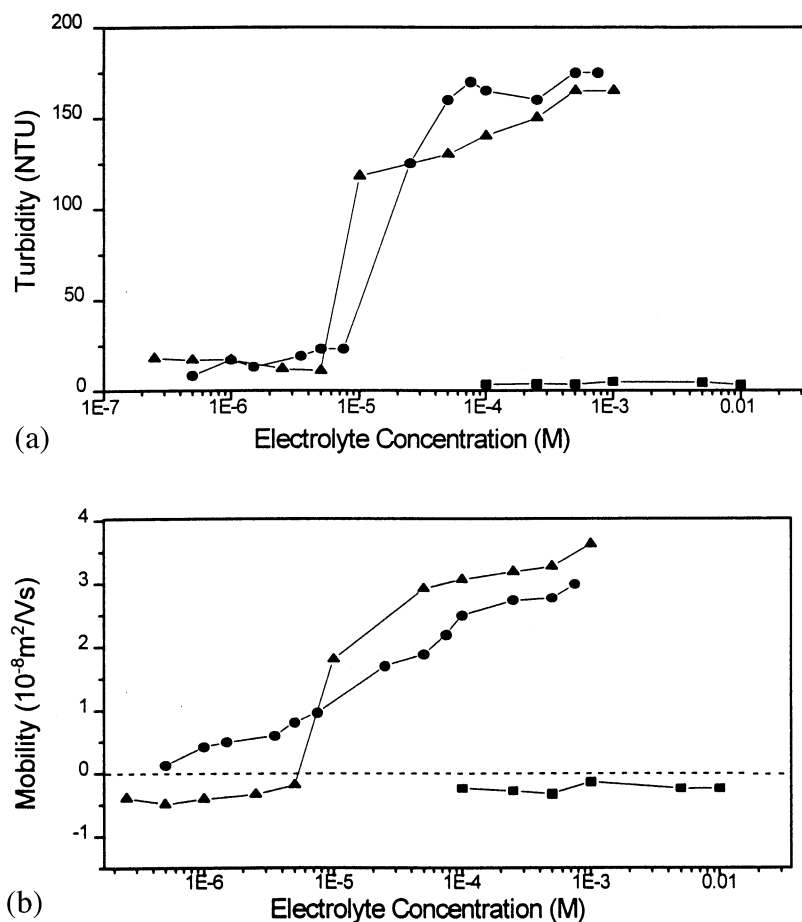 200
150
100
50
0
Turbidity (NTU)
1E-7 1E-6 1E-5 1E-4 1E-3 0.01
(a)
Electrolyte Concentration (M)
4
3
2
1
0
-1
Mobility (10⁻⁸m²/Vs)
1E-6 1E-5 1E-4 1E-3 0.01
(b)
Electrolyte Concentration (M)